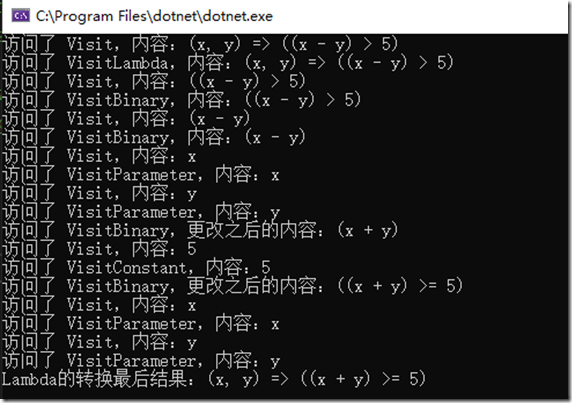 C:\Program Files\dotnet\dotnet.exe
访问了 Visit, 内容: (x, y) => ((x - y) > 5)
访问了 VisitLambda, 内容: (x, y) => ((x - y) > 5)
访问了 Visit, 内容: ((x - y) > 5)
访问了 VisitBinary, 内容: ((x - y) > 5)
访问了 Visit, 内容: (x - y)
访问了 VisitBinary, 内容: (x - y)
访问了 Visit, 内容: x
访问了 VisitParameter, 内容: x
访问了 Visit, 内容: y
访问了 VisitParameter, 内容: y
访问了 VisitBinary, 更改之后的内容: (x + y)
访问了 Visit, 内容: 5
访问了 VisitConstant, 内容: 5
访问了 VisitBinary, 更改之后的内容: ((x + y) >= 5)
访问了 Visit, 内容: x
访问了 VisitParameter, 内容: x
访问了 Visit, 内容: y
访问了 VisitParameter, 内容: y
Lambda的转换最后结果: (x, y) => ((x + y) >= 5)